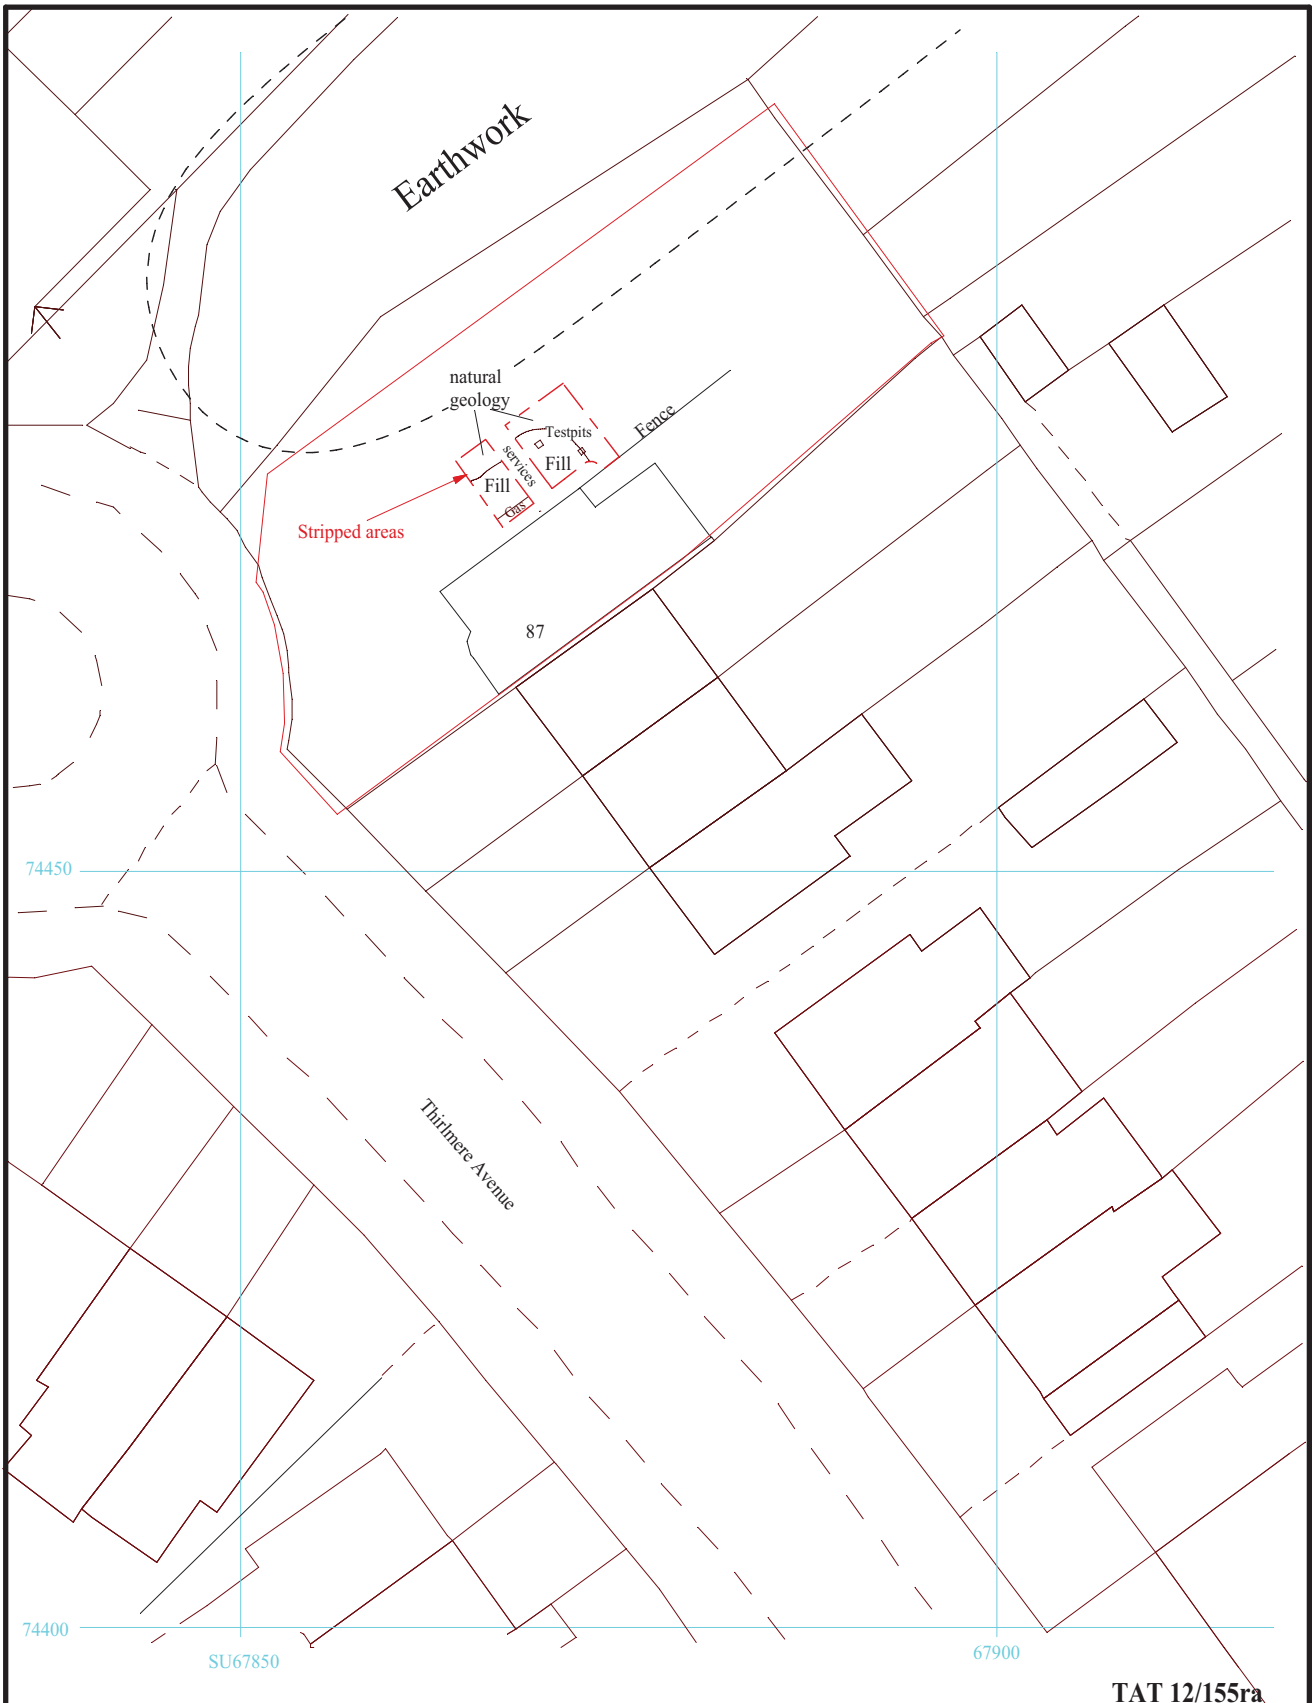 Earthwork
natural
geology
Testpits
Fence
services
Fill
Fill
Gas
Stripped areas
87
74450
Thirlmere Avenue
74400
SU67850
67900
TAT 12/155ra